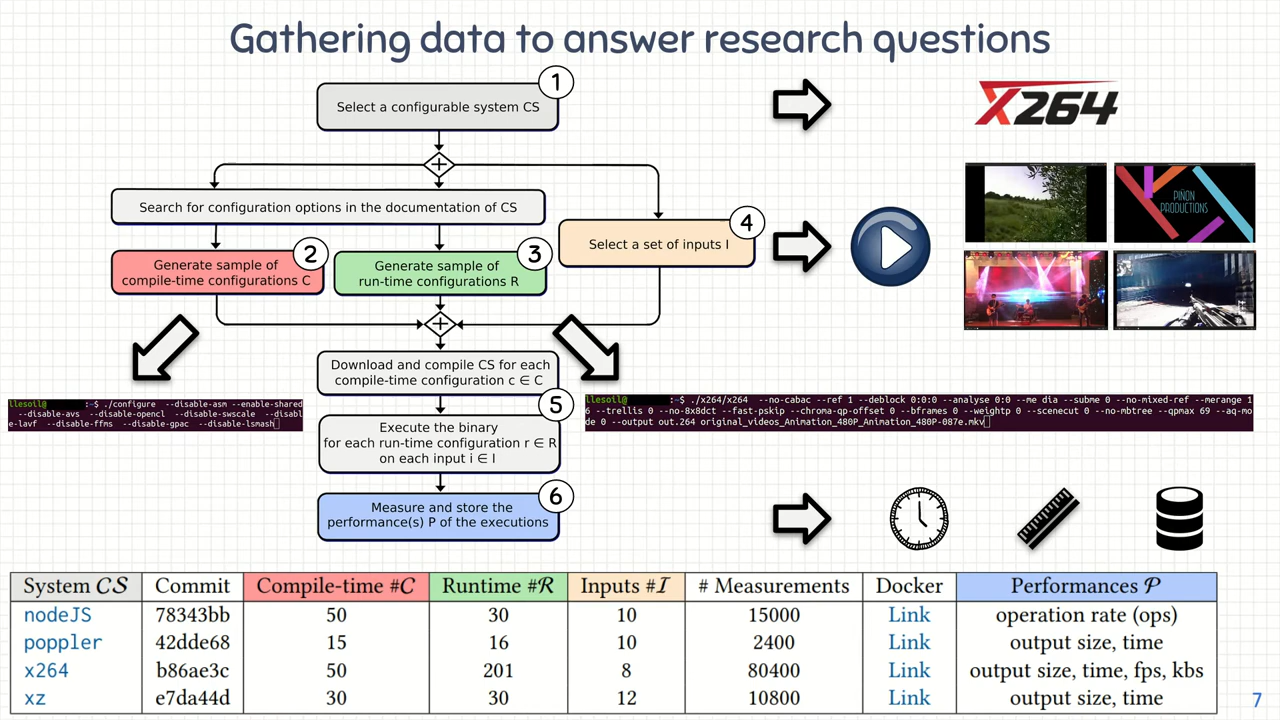 Gathering data to answer research questions
1
Select a configurable system CS
X264
Search for configuration options in the documentation of CS
PIÑON
PRODUCTIONS
4
Select a set of inputs I
2
Generate sample of
compile-time configurations C
3
Generate sample of
run-time configurations R
Download and compile CS for each
compile-time configuration c ∈ C
llesoil@ :~$ ./configure --disable-asm --enable-shared
--disable-avs --disable-opencl --disable-swscale --disabl
e-lavf --disable-ffms --disable-gpac --disable-lsmash
llesoil@ :~$ ./x264/x264 --no-cabac --ref 1 --deblock 0:0:0 --analyse 0:0 --me dia --subme 0 --no-mixed-ref --merange 1
6 --trellis 0 --no-8x8dct --fast-pskip --chroma-qp-offset 0 --bframes 0 --weightp 0 --scenecut 0 --no-mbtree --qpmax 69 --aq-mo
de 0 --output out.264 original_videos_Animation_480P_Animation_480P-087e.mkv
5
Execute the binary
for each run-time configuration r ∈ R
on each input i ∈ I
6
Measure and store the
performance(s) P of the executions
System CS Commit Compile-time #C Runtime #R Inputs #I # Measurements Docker Performances P
nodeJS 78343bb 50 30 10 15000 Link operation rate (ops)
poppler 42dde68 15 16 10 2400 Link output size, time
x264 b86ae3c 50 201 8 80400 Link output size, time, fps, kbs
xz e7da44d 30 30 12 10800 Link output size, time
7